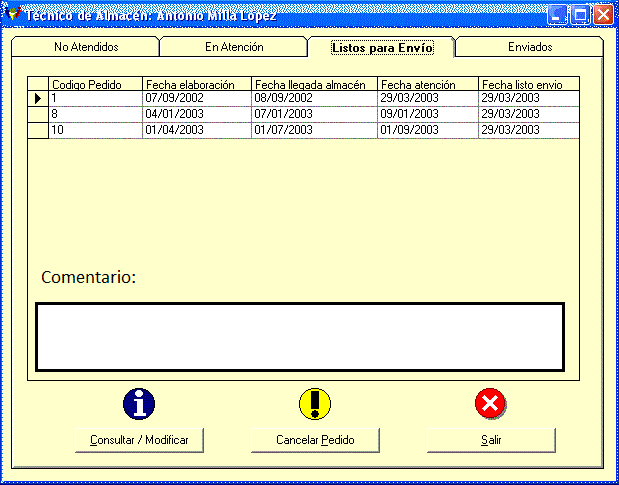 Técnico de Almacén: Antonio Milla Lopez
No Atendidos En Atención Listos para Envío Enviados
Codigo Pedido Fecha elaboración Fecha llegada almacén Fecha atención Fecha listo envio
1 07/09/2002 08/09/2002 29/03/2003 29/03/2003
8 04/01/2003 07/01/2003 09/01/2003 29/03/2003
10 01/04/2003 01/07/2003 01/09/2003 29/03/2003
Comentario:
Consultar / Modificar Cancelar Pedido Salir